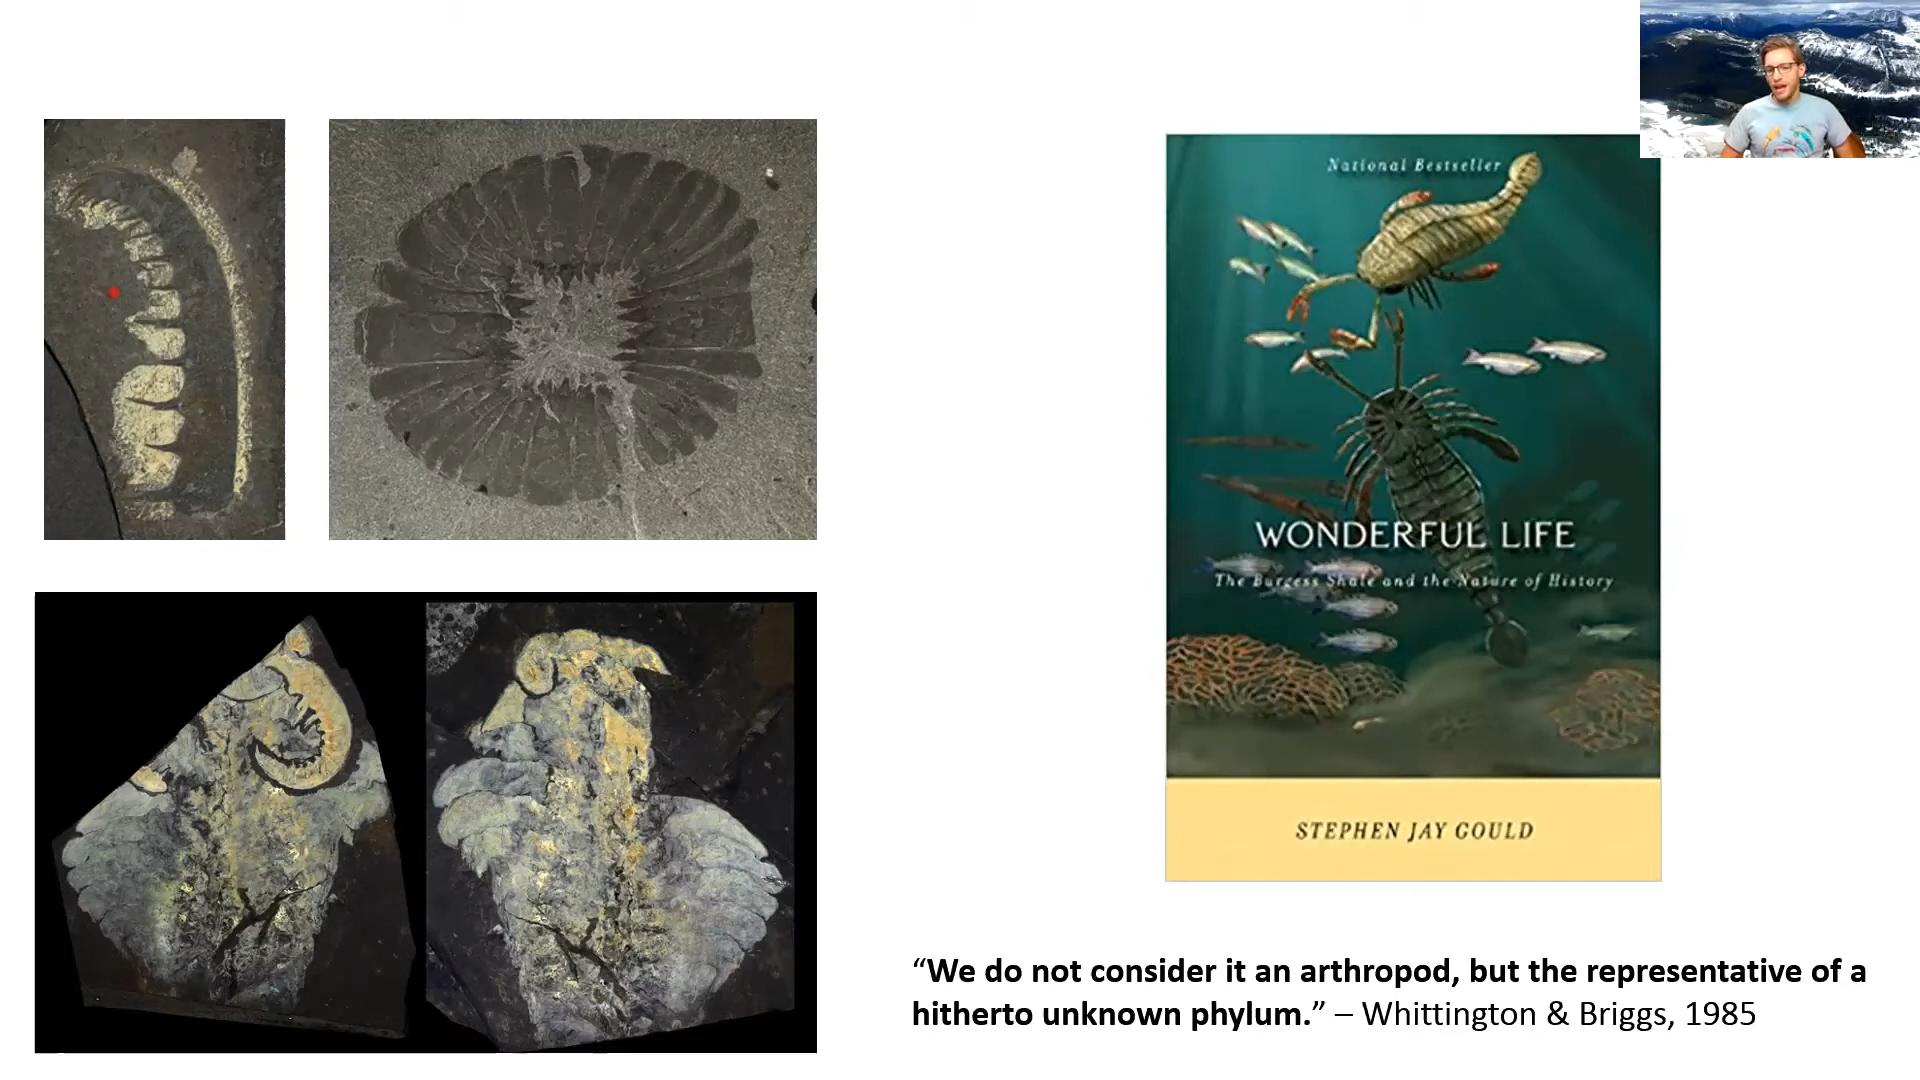 National Bestseller
WONDERFUL LIFE
The Burgess Shale and the Nature of History
STEPHEN JAY GOULD
“We do not consider it an arthropod, but the representative of a
hitherto unknown phylum.” – Whittington & Briggs, 1985